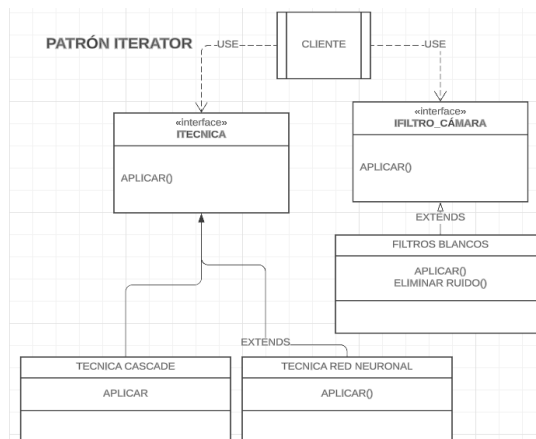 PATRÓN ITERATOR
USE
CLIENTE
USE
«interface»
ITECNICA
APLICAR()
«interface»
IFILTRO_CÁMARA
APLICAR()
EXTENDS
FILTROS BLANCOS
APLICAR()
ELIMINAR RUIDO()
EXTENDS
TECNICA CASCADE
APLICAR
TECNICA RED NEURONAL
APLICAR()